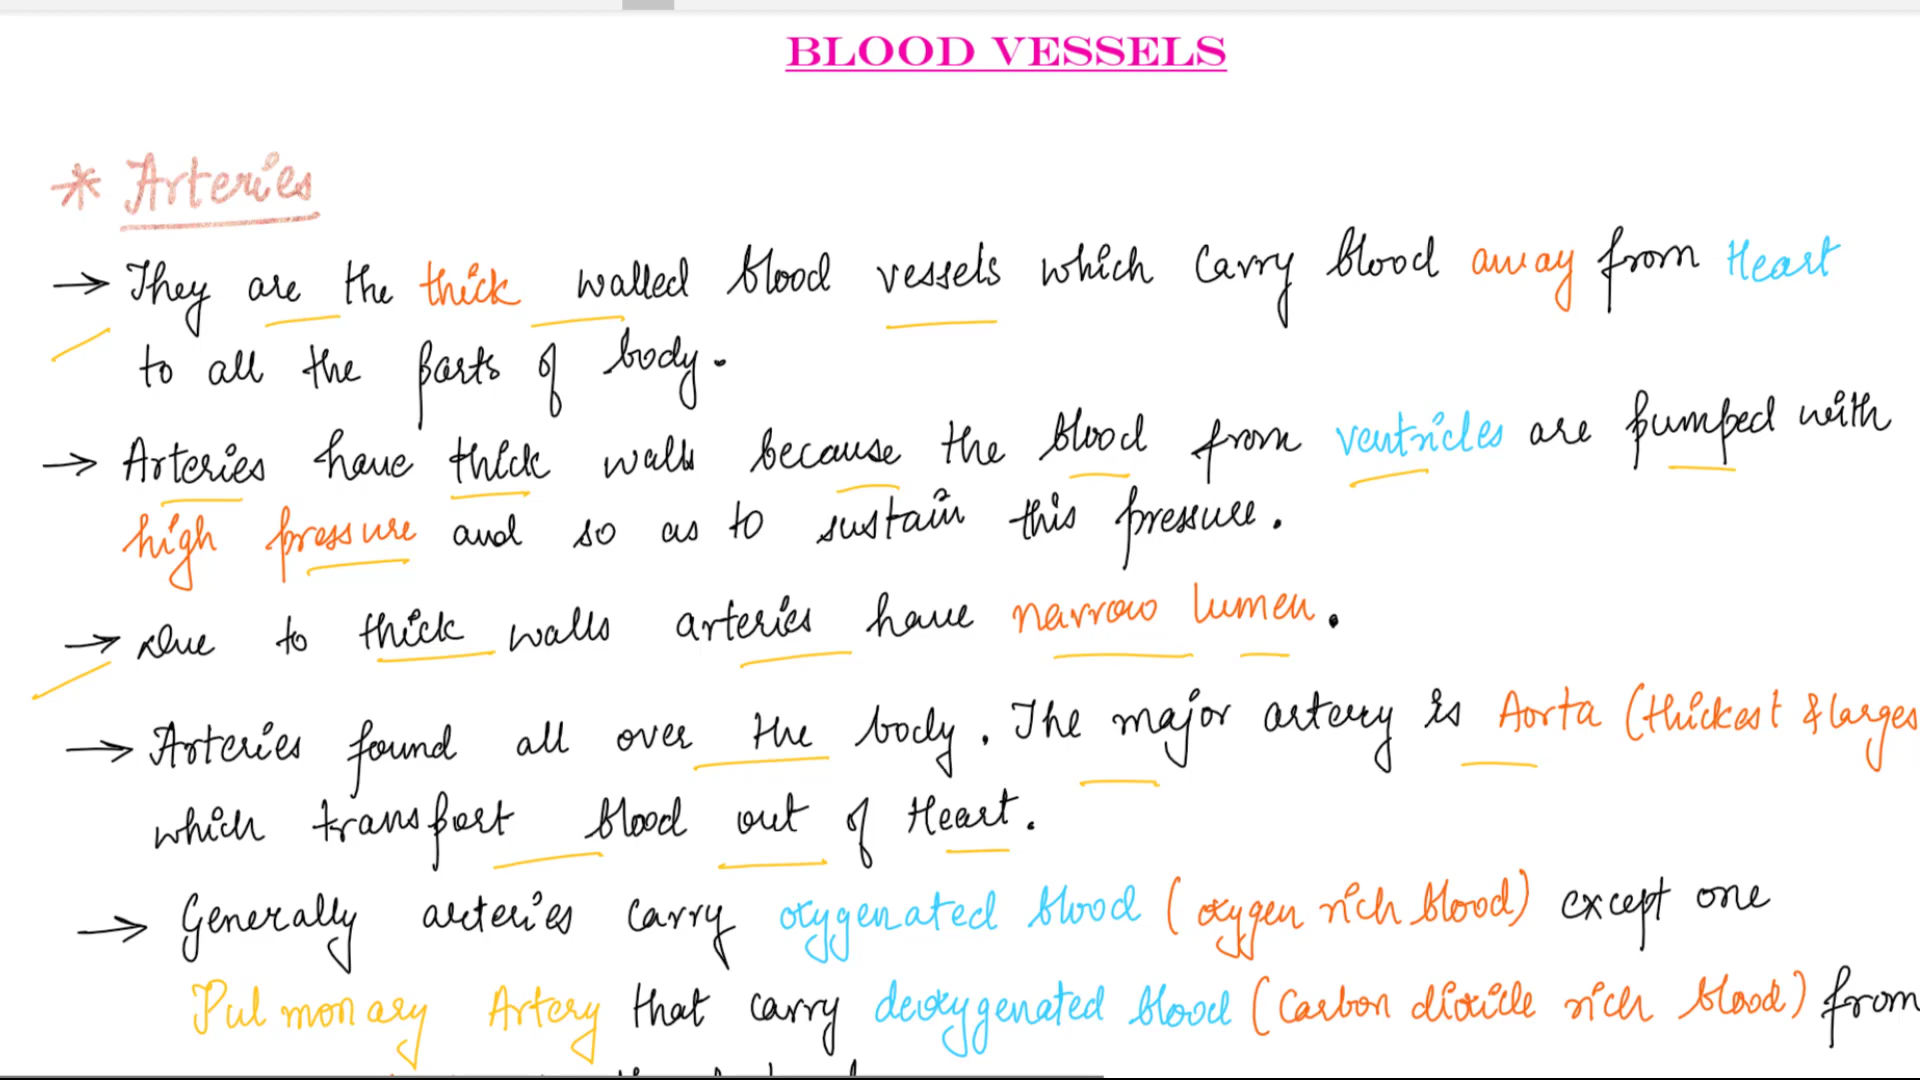 BLOOD VESSELS
* Arteries
→ They are the thick walled blood vessels which carry blood away from Heart
to all the parts of body.
→ Arteries have thick walls because the blood from ventricles are pumped with
high pressure and so as to sustain this pressure.
→ Due to thick walls arteries have narrow lumen.
→ Arteries found all over the body. The major artery is Aorta (thickest & larges
which transport blood out of Heart.
→ Generally arteries carry oxygenated blood (oxygen rich blood) except one
Pulmonary Artery that carry deoxygenated blood (Carbon dioxide rich blood) from